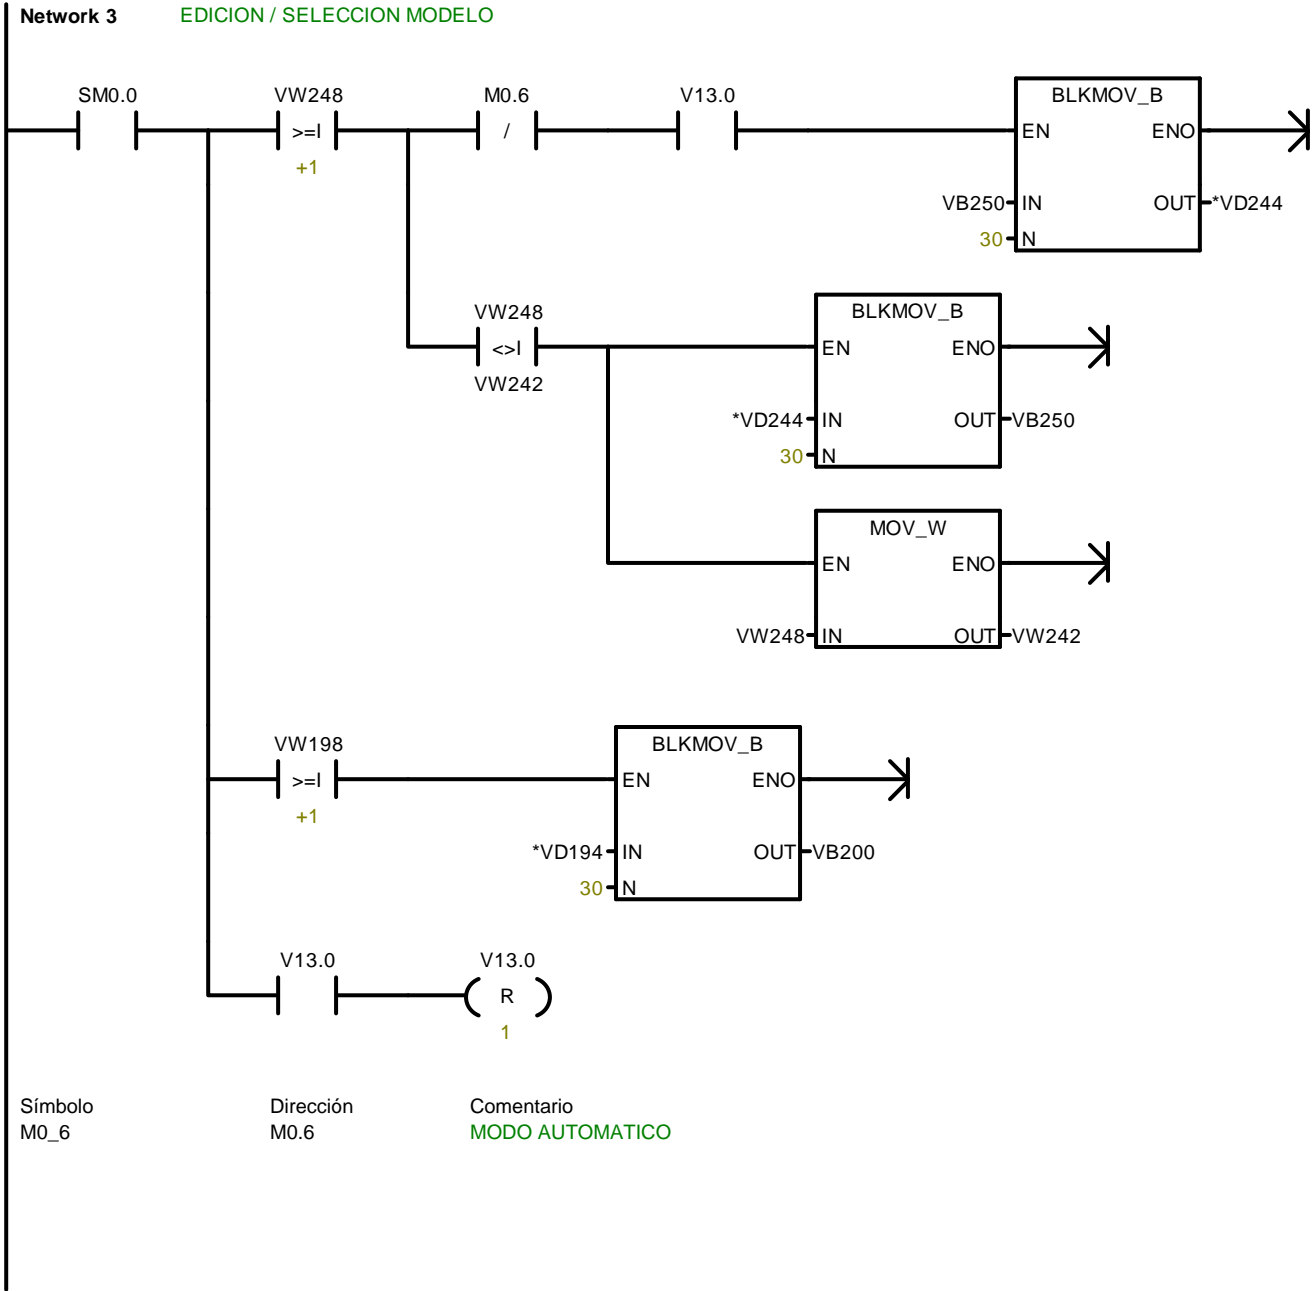 Network 3 EDICION / SELECCION MODELO
SM0.0 VW248 M0.6 V13.0 BLKMOV_B
>=I / EN ENO
+1
VB250 IN OUT *VD244
30 N
VW248 BLKMOV_B
<>I EN ENO
VW242
*VD244 IN OUT VB250
30 N
MOV_W
EN ENO
VW248 IN OUT VW242
VW198 BLKMOV_B
>=I EN ENO
+1
*VD194 IN OUT VB200
30 N
V13.0 V13.0
R
1
Símbolo Dirección Comentario
M0_6 M0.6 MODO AUTOMATICO